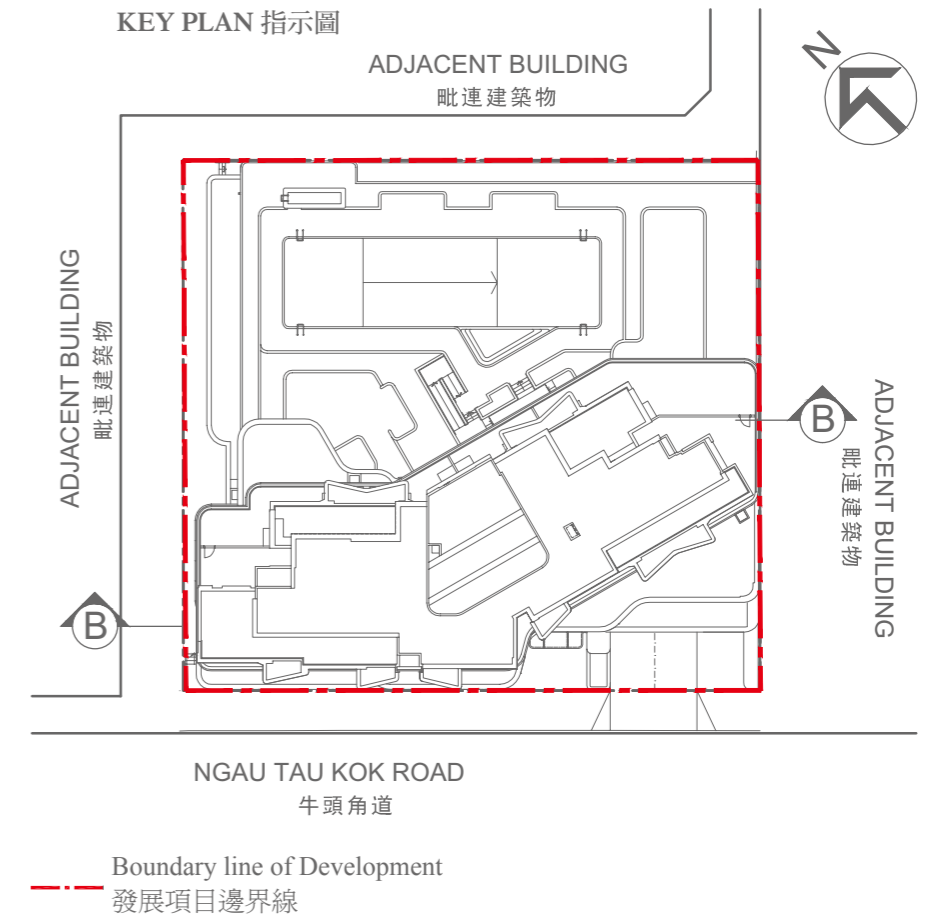 KEY PLAN 指示圖
ADJACENT BUILDING
毗連建築物
N
ADJACENT BUILDING
毗連建築物
B
ADJACENT BUILDING
毗連建築物
B
NGAU TAU KOK ROAD
牛頭角道
Boundary line of Development
發展項目邊界線